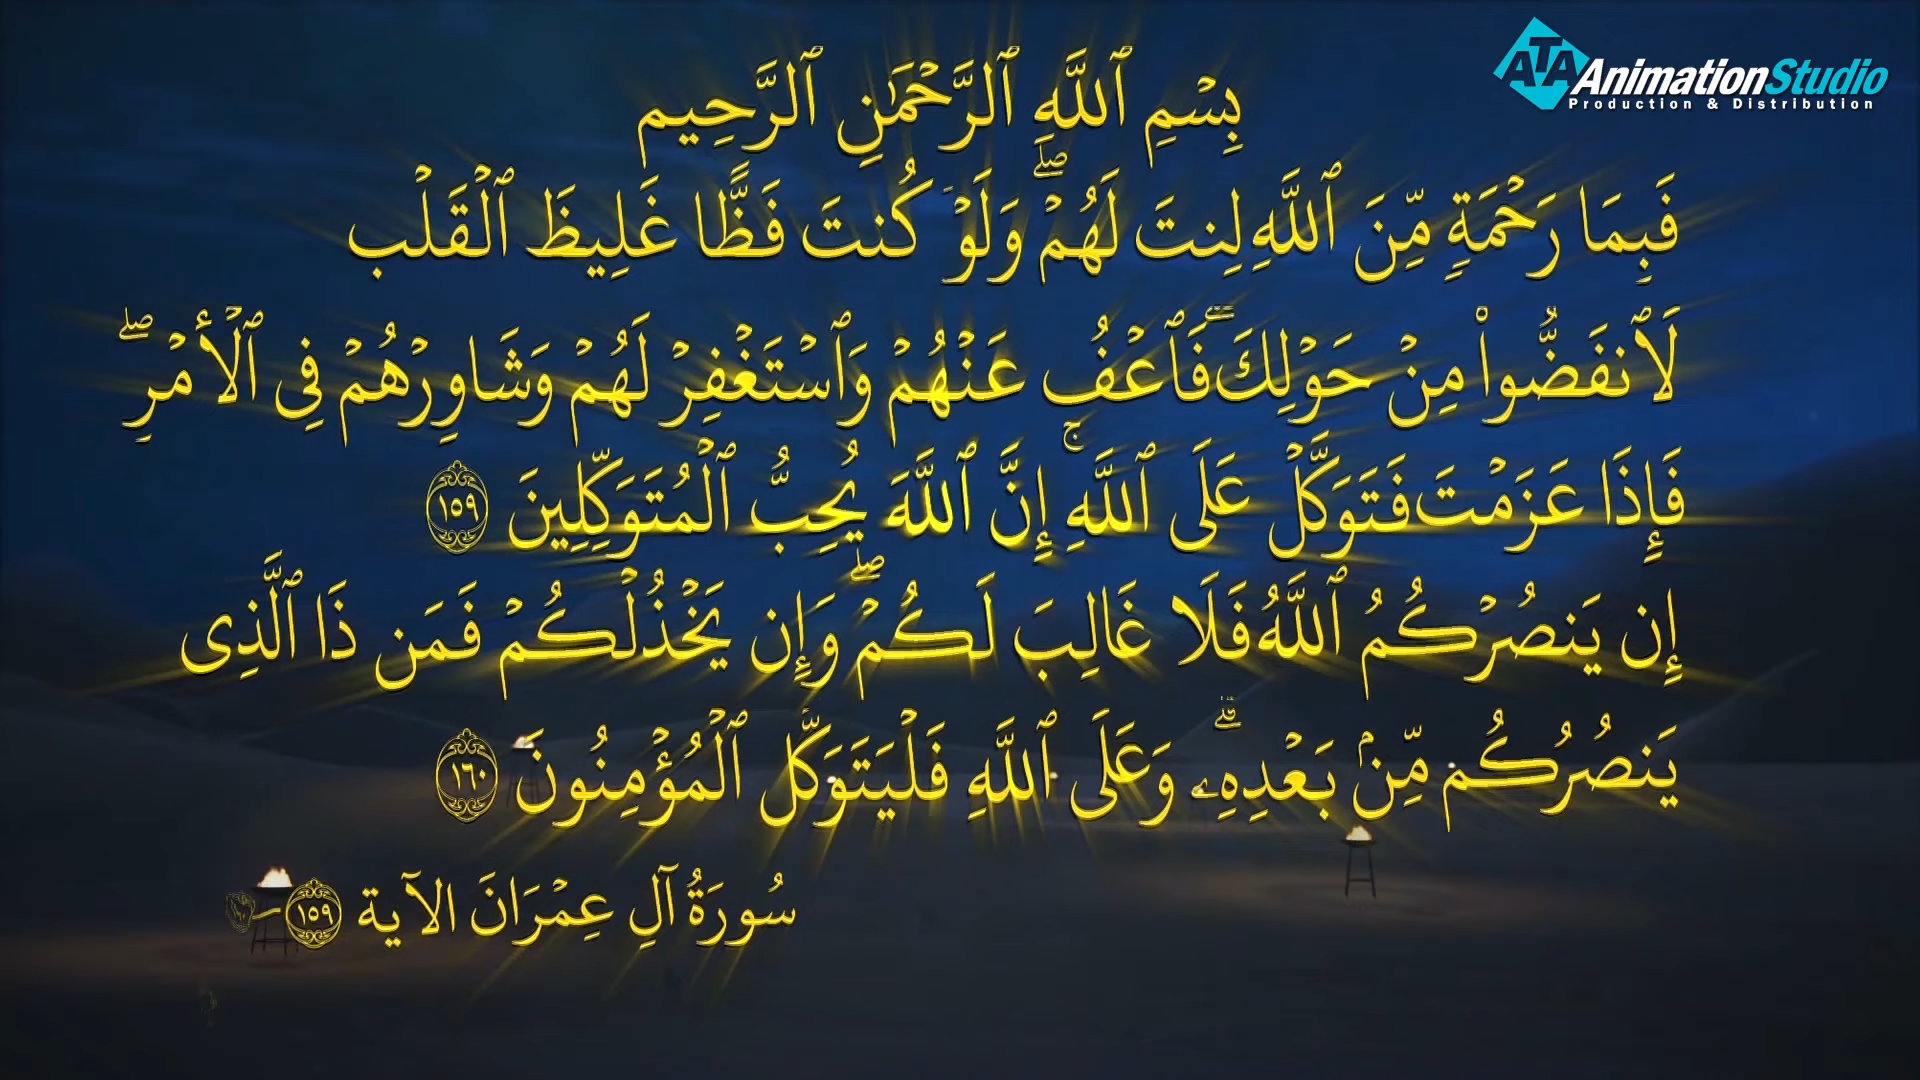 ATA AnimationStudio
Production & Distribution
بِسْمِ ٱللَّهِ ٱلرَّحْمَٰنِ ٱلرَّحِيمِ
فَبِمَا رَحْمَةٍ مِّنَ ٱللَّهِ لِنتَ لَهُمْ ۖ وَلَوْ كُنتَ فَظًّا غَلِيظَ ٱلْقَلْبِ
لَٱنفَضُّوا۟ مِنْ حَوْلِكَ ۖ فَٱعْفُ عَنْهُمْ وَٱسْتَغْفِرْ لَهُمْ وَشَاوِرْهُمْ فِى ٱلْأَمْرِ ۖ
فَإِذَا عَزَمْتَ فَتَوَكَّلْ عَلَى ٱللَّهِ ۚ إِنَّ ٱللَّهَ يُحِبُّ ٱلْمُتَوَكِّلِينَ ١٥٩
إِن يَنصُرْكُمُ ٱللَّهُ فَلَا غَالِبَ لَكُمْ ۖ وَإِن يَخْذُلْكُمْ فَمَن ذَا ٱلَّذِى
يَنصُرُكُم مِّنۢ بَعْدِهِۦ ۗ وَعَلَى ٱللَّهِ فَلْيَتَوَكَّلِ ٱلْمُؤْمِنُونَ ١٦٠
سُورَةُ آلِ عِمْرَانَ الآية ١٥٩ –